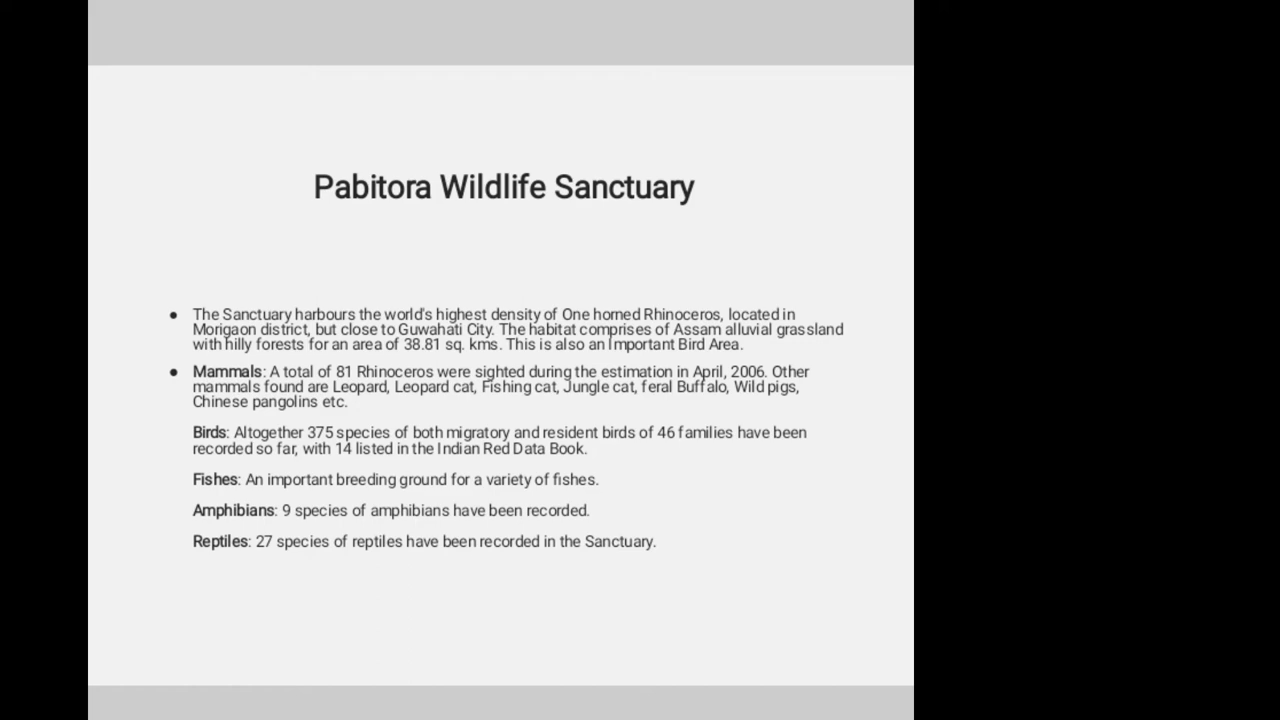 Pabitora Wildlife Sanctuary
● The Sanctuary harbours the world's highest density of One horned Rhinoceros, located in
Morigaon district, but close to Guwahati City. The habitat comprises of Assam alluvial grassland
with hilly forests for an area of 38.81 sq. kms. This is also an Important Bird Area.
● Mammals: A total of 81 Rhinoceros were sighted during the estimation in April, 2006. Other
mammals found are Leopard, Leopard cat, Fishing cat, Jungle cat, feral Buffalo, Wild pigs,
Chinese pangolins etc.
Birds: Altogether 375 species of both migratory and resident birds of 46 families have been
recorded so far, with 14 listed in the Indian Red Data Book.
Fishes: An important breeding ground for a variety of fishes.
Amphibians: 9 species of amphibians have been recorded.
Reptiles: 27 species of reptiles have been recorded in the Sanctuary.